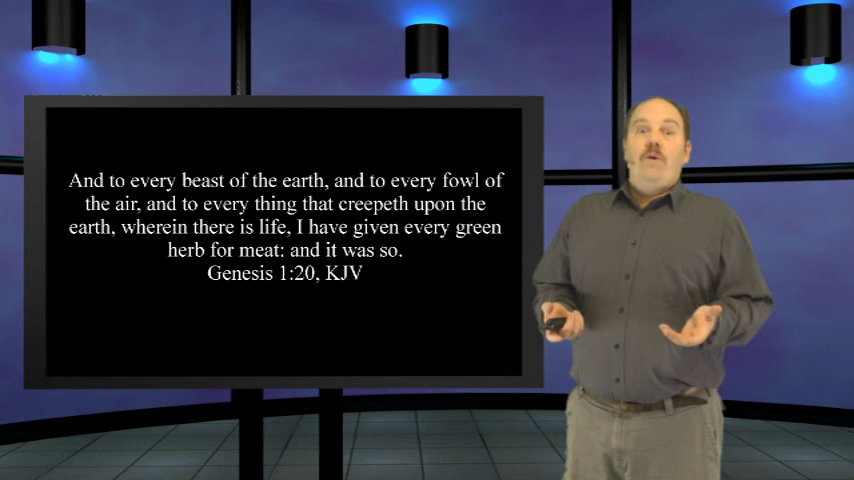 And to every beast of the earth, and to every fowl of
the air, and to every thing that creepeth upon the
earth, wherein there is life, I have given every green
herb for meat: and it was so.
Genesis 1:20, KJV